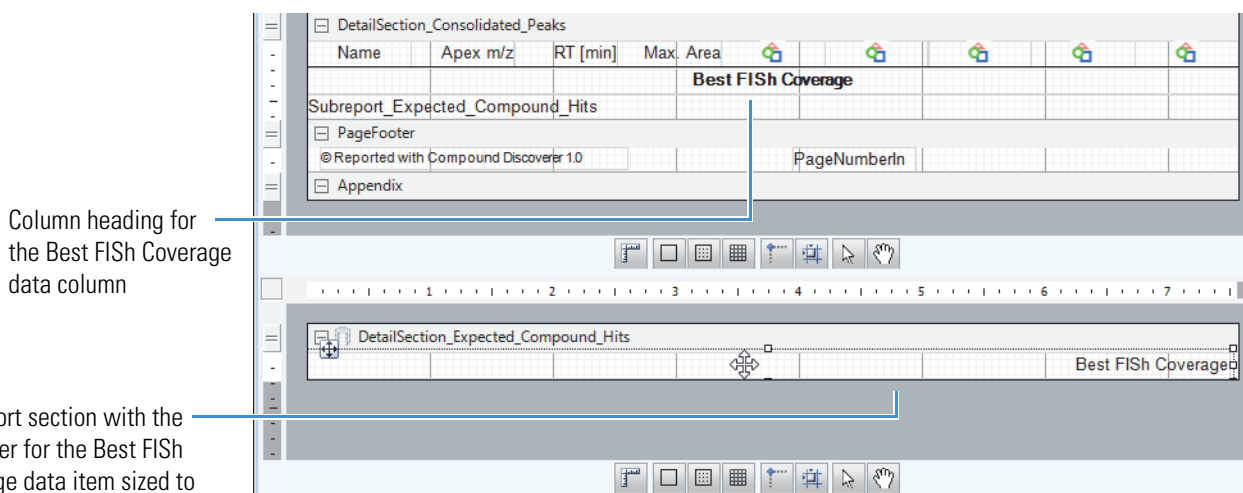 DetailSection_Consolidated_Peaks
Name Apex m/z RT [min] Max. Area
Best FISh Coverage
Subreport_Expected_Compound_Hits
PageFooter
©Reported with Compound Discoverer 1.0 PageNumberIn
Appendix
Column heading for
the Best FISh Coverage
data column
1 2 3 4 5 6 7
DetailSection_Expected_Compound_Hits
Best FISh Coverage
ort section with the
er for the Best FISh
ge data item sized to